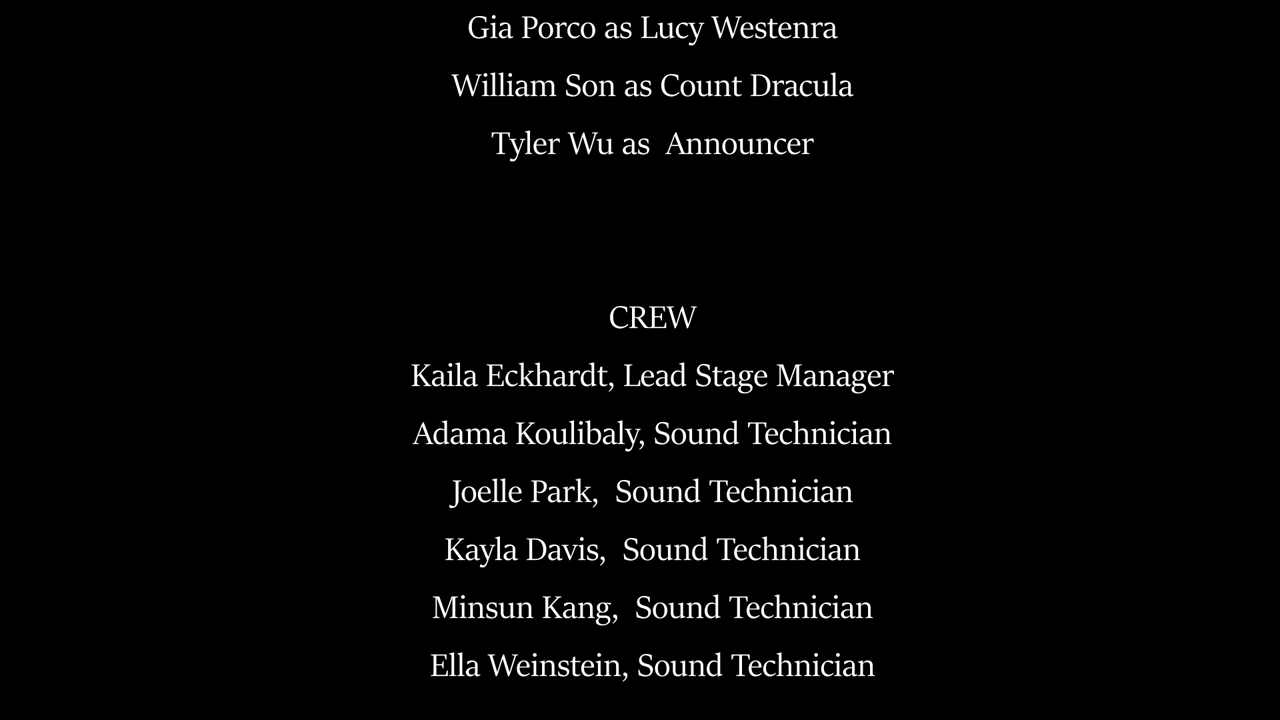 Gia Porco as Lucy Westenra
William Son as Count Dracula
Tyler Wu as  Announcer
CREW
Kaila Eckhardt, Lead Stage Manager
Adama Koulibaly, Sound Technician
Joelle Park,  Sound Technician
Kayla Davis,  Sound Technician
Minsun Kang,  Sound Technician
Ella Weinstein, Sound Technician